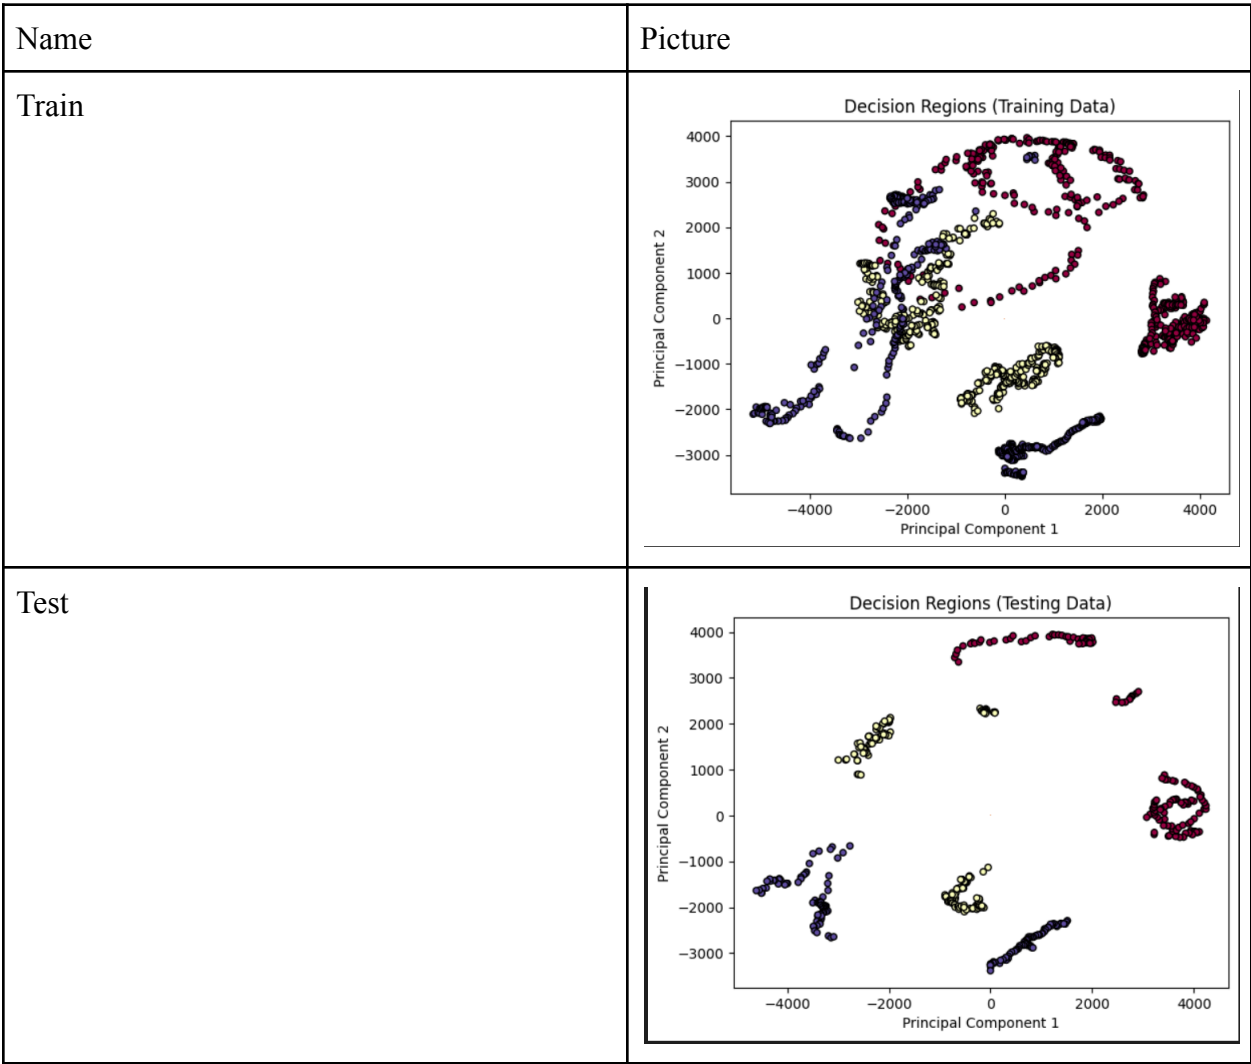 Name
Picture
Train
Decision Regions (Training Data)
4000
3000
2000
1000
0
−1000
−2000
−3000
Principal Component 2
−4000 −2000 0 2000 4000
Principal Component 1
Test
Decision Regions (Testing Data)
4000
3000
2000
1000
0
−1000
−2000
−3000
Principal Component 2
−4000 −2000 0 2000 4000
Principal Component 1